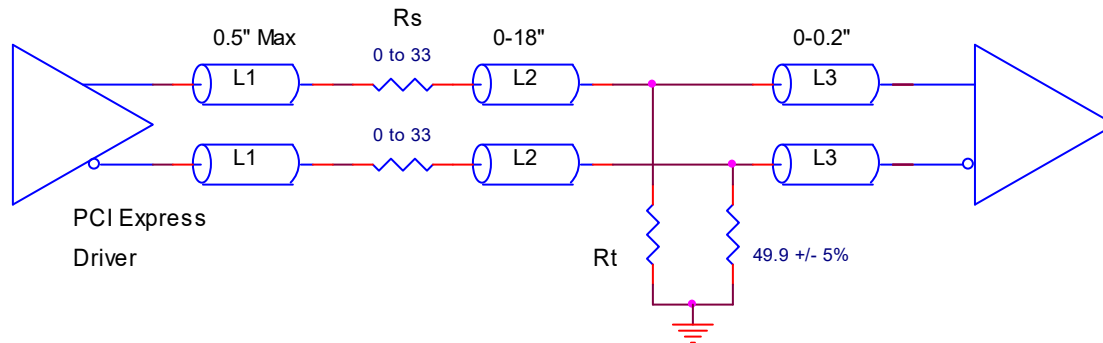 Rs
0.5" Max
0-18"
0-0.2"
0 to 33
L1
L2
L3
0 to 33
L1
L2
L3
PCI Express
Driver
Rt
49.9 +/- 5%